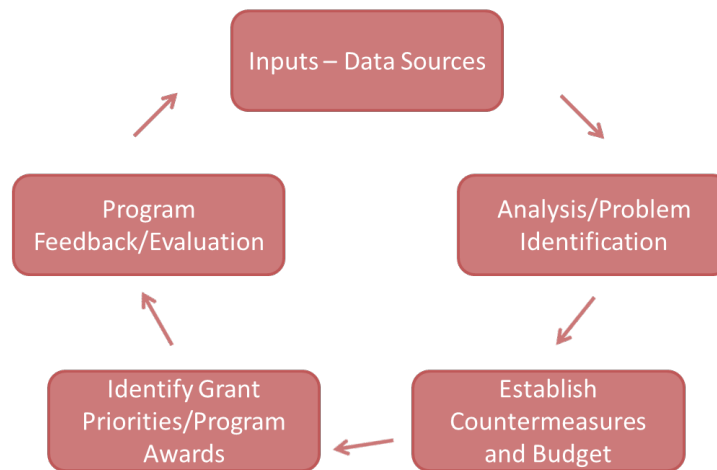 Inputs – Data Sources
Analysis/Problem
Identification
Establish
Countermeasures
and Budget
Identify Grant
Priorities/Program
Awards
Program
Feedback/Evaluation